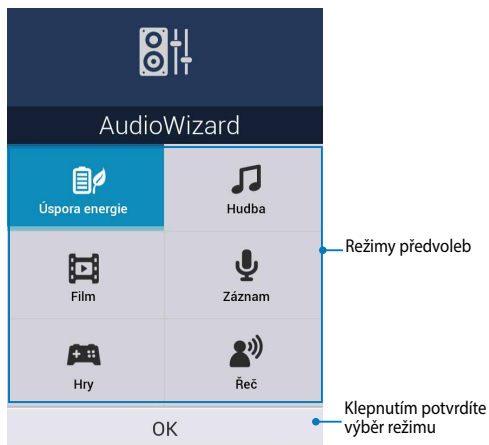 AudioWizard
Úspora energie
Hudba
Režimy předvoleb
Film
Záznam
Hry
Řeč
OK
Klepnutím potvrdíte
výběr režimu